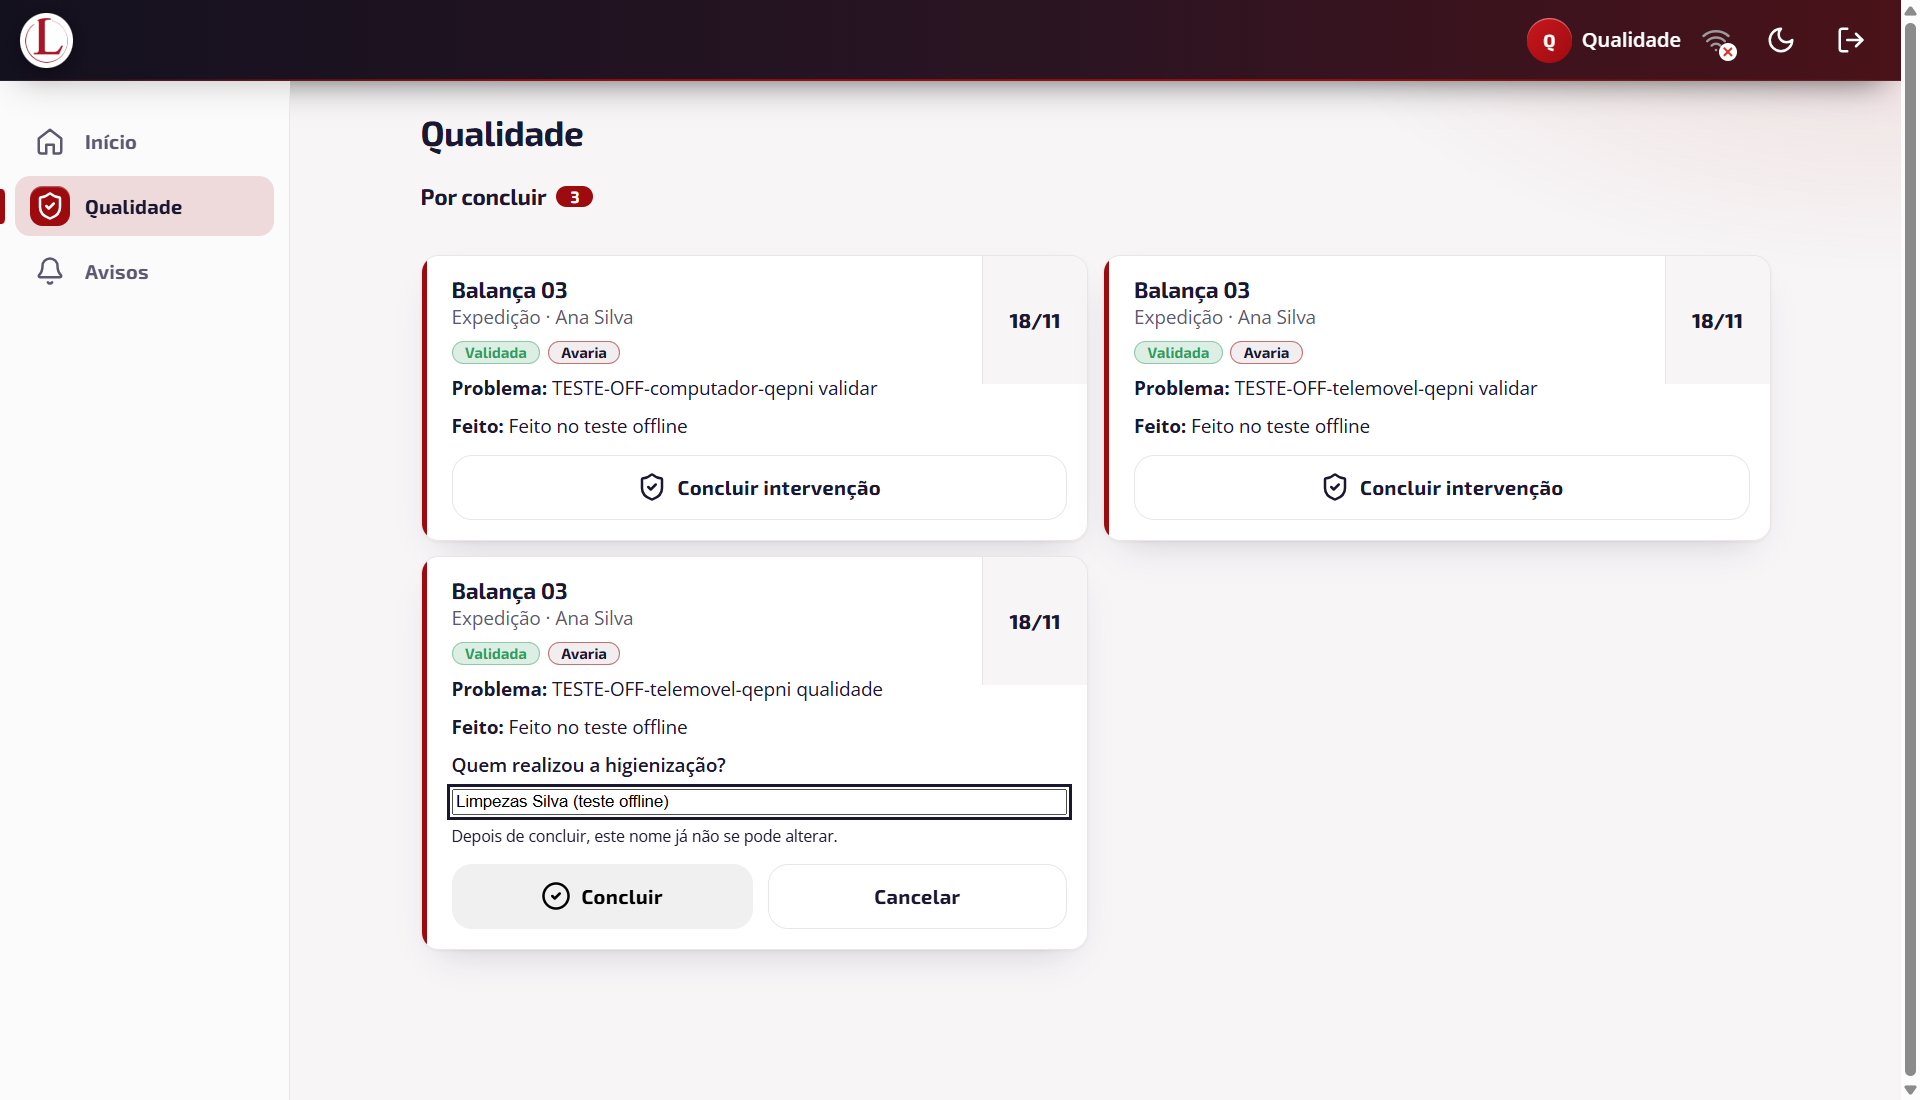 L
Q Qualidade
Início
Qualidade
Avisos
Qualidade
Por concluir 3
Balança 03
Expedição · Ana Silva
Validada Avaria
18/11
Problema: TESTE-OFF-computador-qepni validar
Feito: Feito no teste offline
Concluir intervenção
Balança 03
Expedição · Ana Silva
Validada Avaria
18/11
Problema: TESTE-OFF-telemovel-qepni validar
Feito: Feito no teste offline
Concluir intervenção
Balança 03
Expedição · Ana Silva
Validada Avaria
18/11
Problema: TESTE-OFF-telemovel-qepni qualidade
Feito: Feito no teste offline
Quem realizou a higienização?
Limpezas Silva (teste offline)
Depois de concluir, este nome já não se pode alterar.
Concluir Cancelar